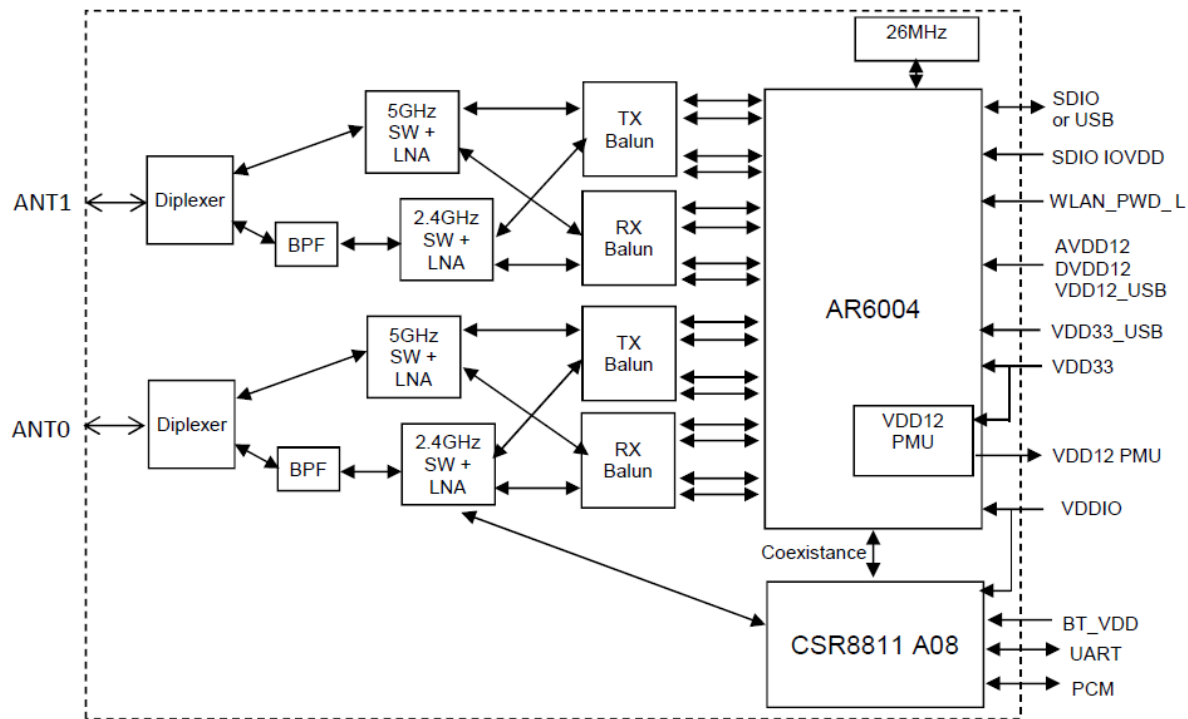 26MHz
5GHz
SW +
LNA
TX
Balun
SDIO
or USB
SDIO IOVDD
ANT1
Diplexer
BPF
2.4GHz
SW +
LNA
RX
Balun
WLAN_PWD_L
AVDD12
DVDD12
VDD12_USB
AR6004
5GHz
SW +
LNA
TX
Balun
VDD33_USB
VDD33
ANT0
Diplexer
BPF
2.4GHz
SW +
LNA
RX
Balun
VDD12
PMU
VDD12 PMU
VDDIO
Coexistance
CSR8811 A08
BT_VDD
UART
PCM